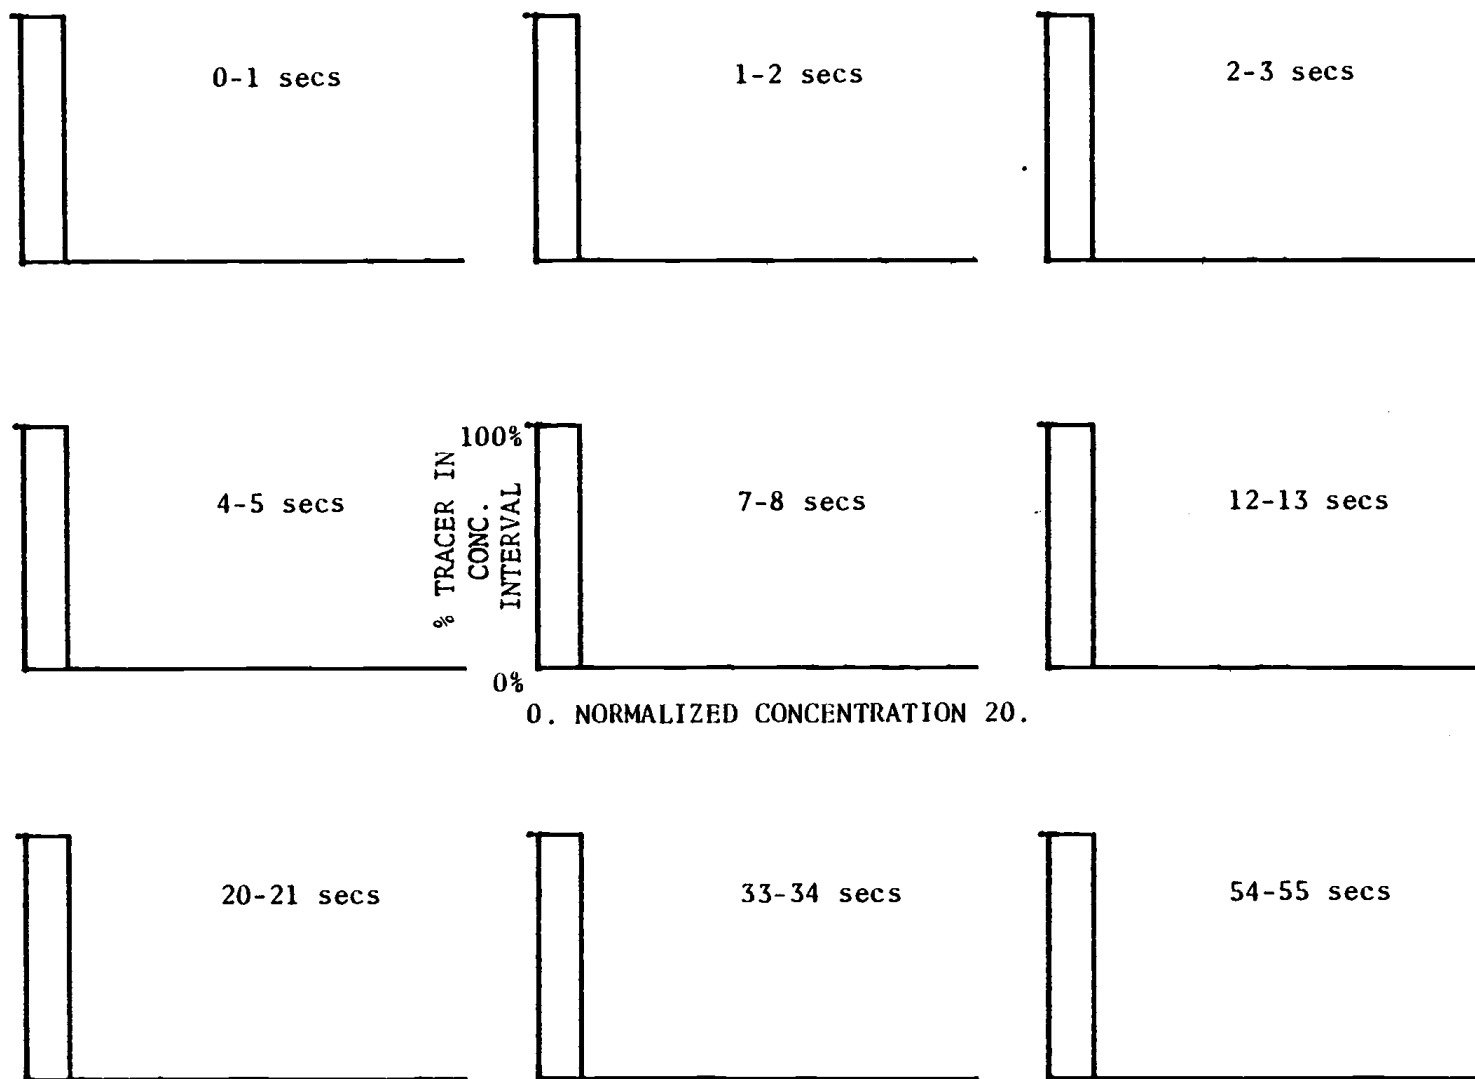 0-1 secs
1-2 secs
2-3 secs
4-5 secs
% TRACER IN
CONC.
INTERVAL
100%
0%
7-8 secs
12-13 secs
0. NORMALIZED CONCENTRATION 20.
20-21 secs
33-34 secs
54-55 secs